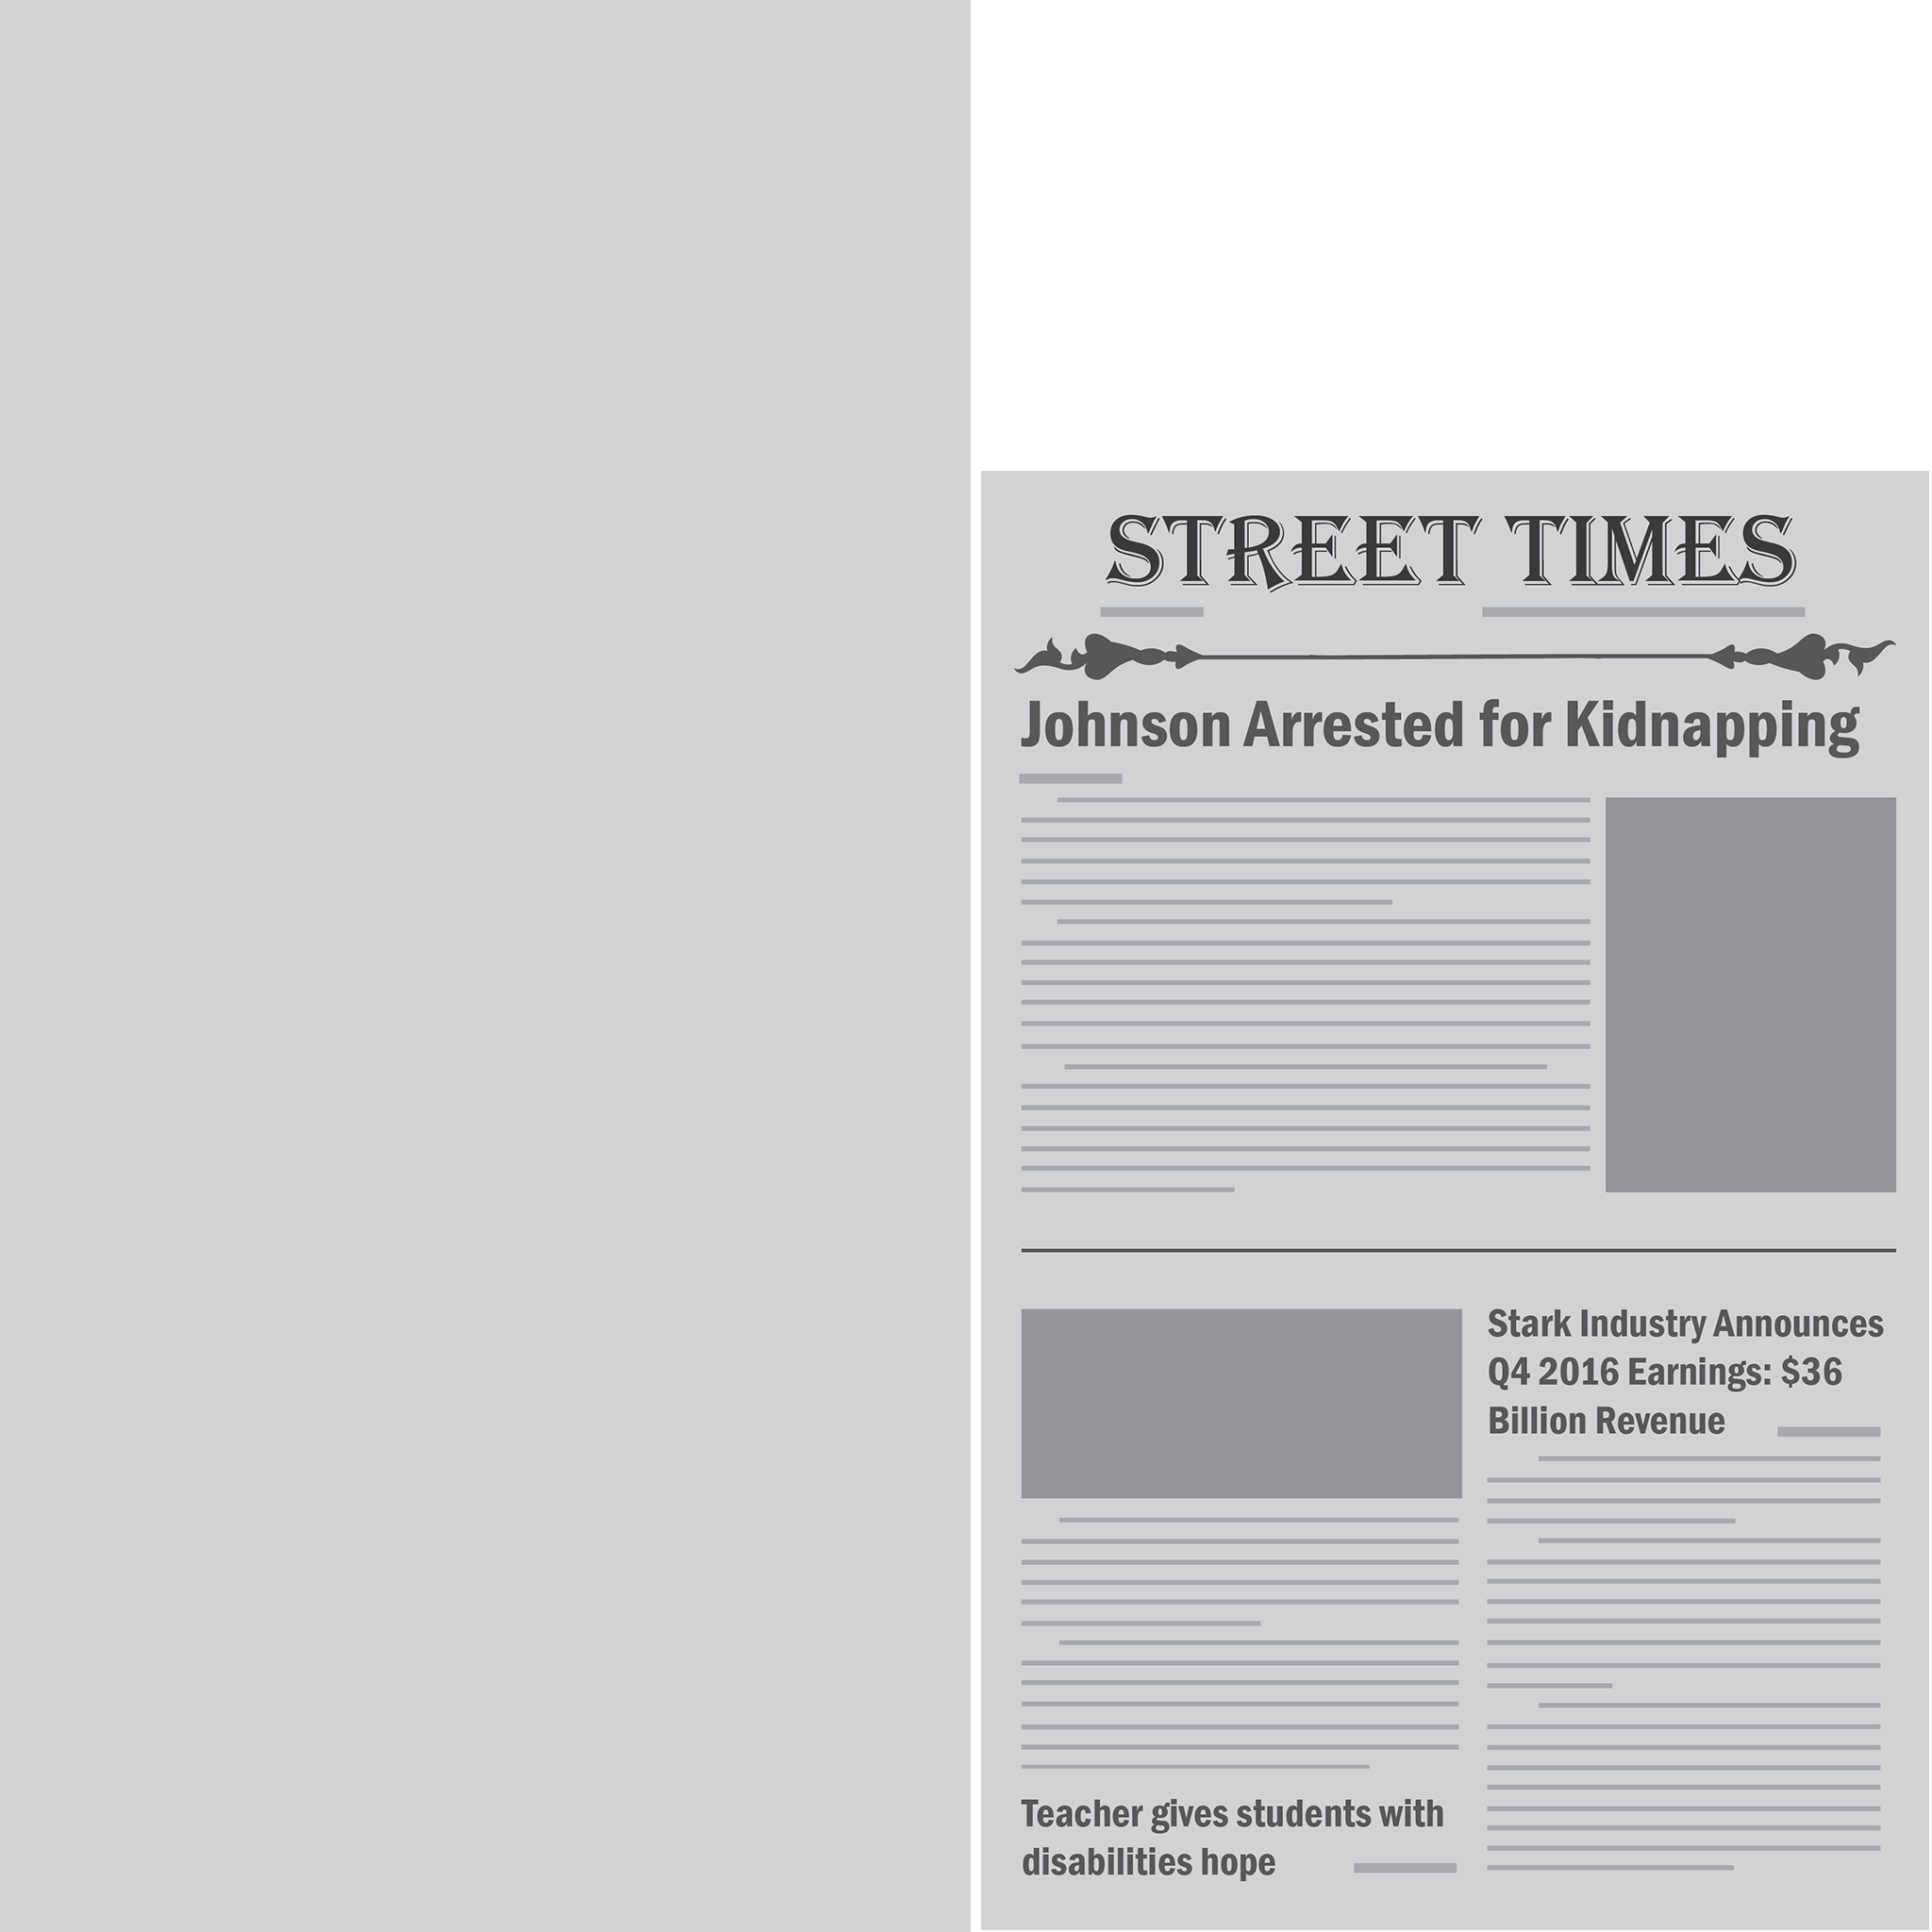 STREET TIMES
Johnson Arrested for Kidnapping
Stark Industry Announces
Q4 2016 Earnings: $36
Billion Revenue
Teacher gives students with
disabilities hope